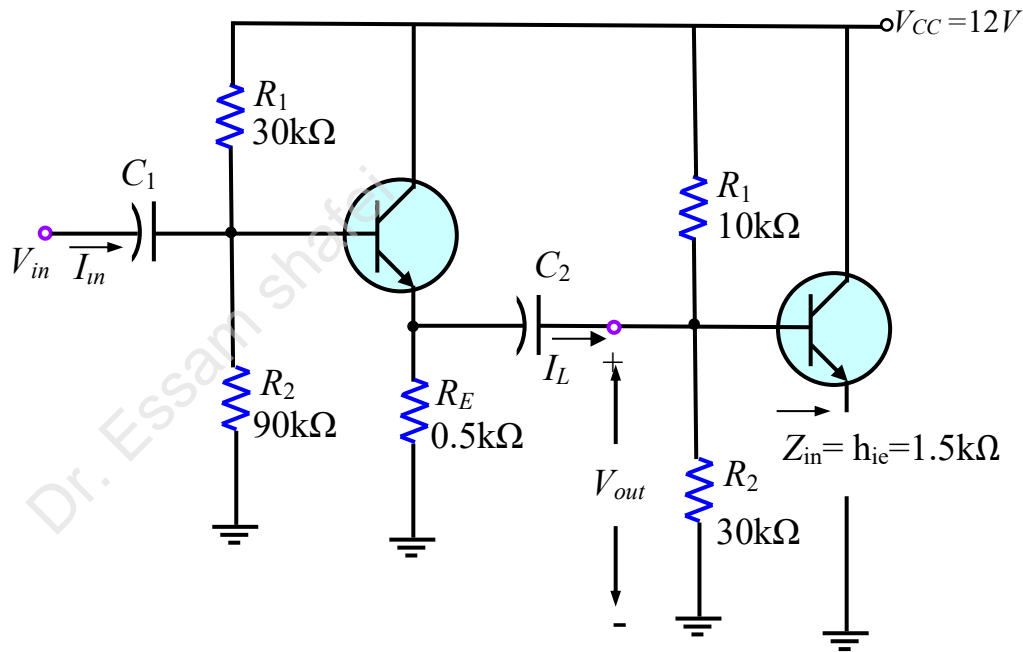 V_CC =12V
R1
30kΩ
C1
R1
10kΩ
Vin
Iin
C2
IL
+
R2
90kΩ
RE
0.5kΩ
Zin= hie=1.5kΩ
Vout
R2
30kΩ
-
Dr. Essam shafei